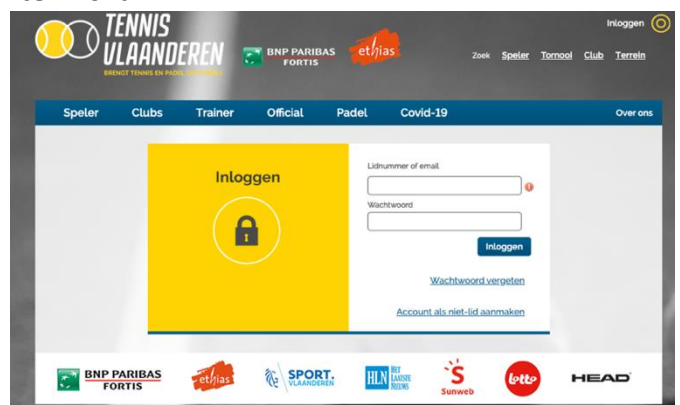 TENNIS
VLAANDEREN
BRENGT TENNIS EN PADEL
BNP PARIBAS
FORTIS
ethias
Inloggen
Zoek Speler Tornooi Club Terrein
Speler Clubs Trainer Official Padel Covid-19 Over ons
Inloggen
Lidnummer of email
Wachtwoord
Inloggen
Wachtwoord vergeten
Account als niet-lid aanmaken
BNP PARIBAS
FORTIS
ethias
SPORT.
VLAANDEREN
HLN HET
LAATSTE
NIEUWS
Sunweb
lotto
HEAD